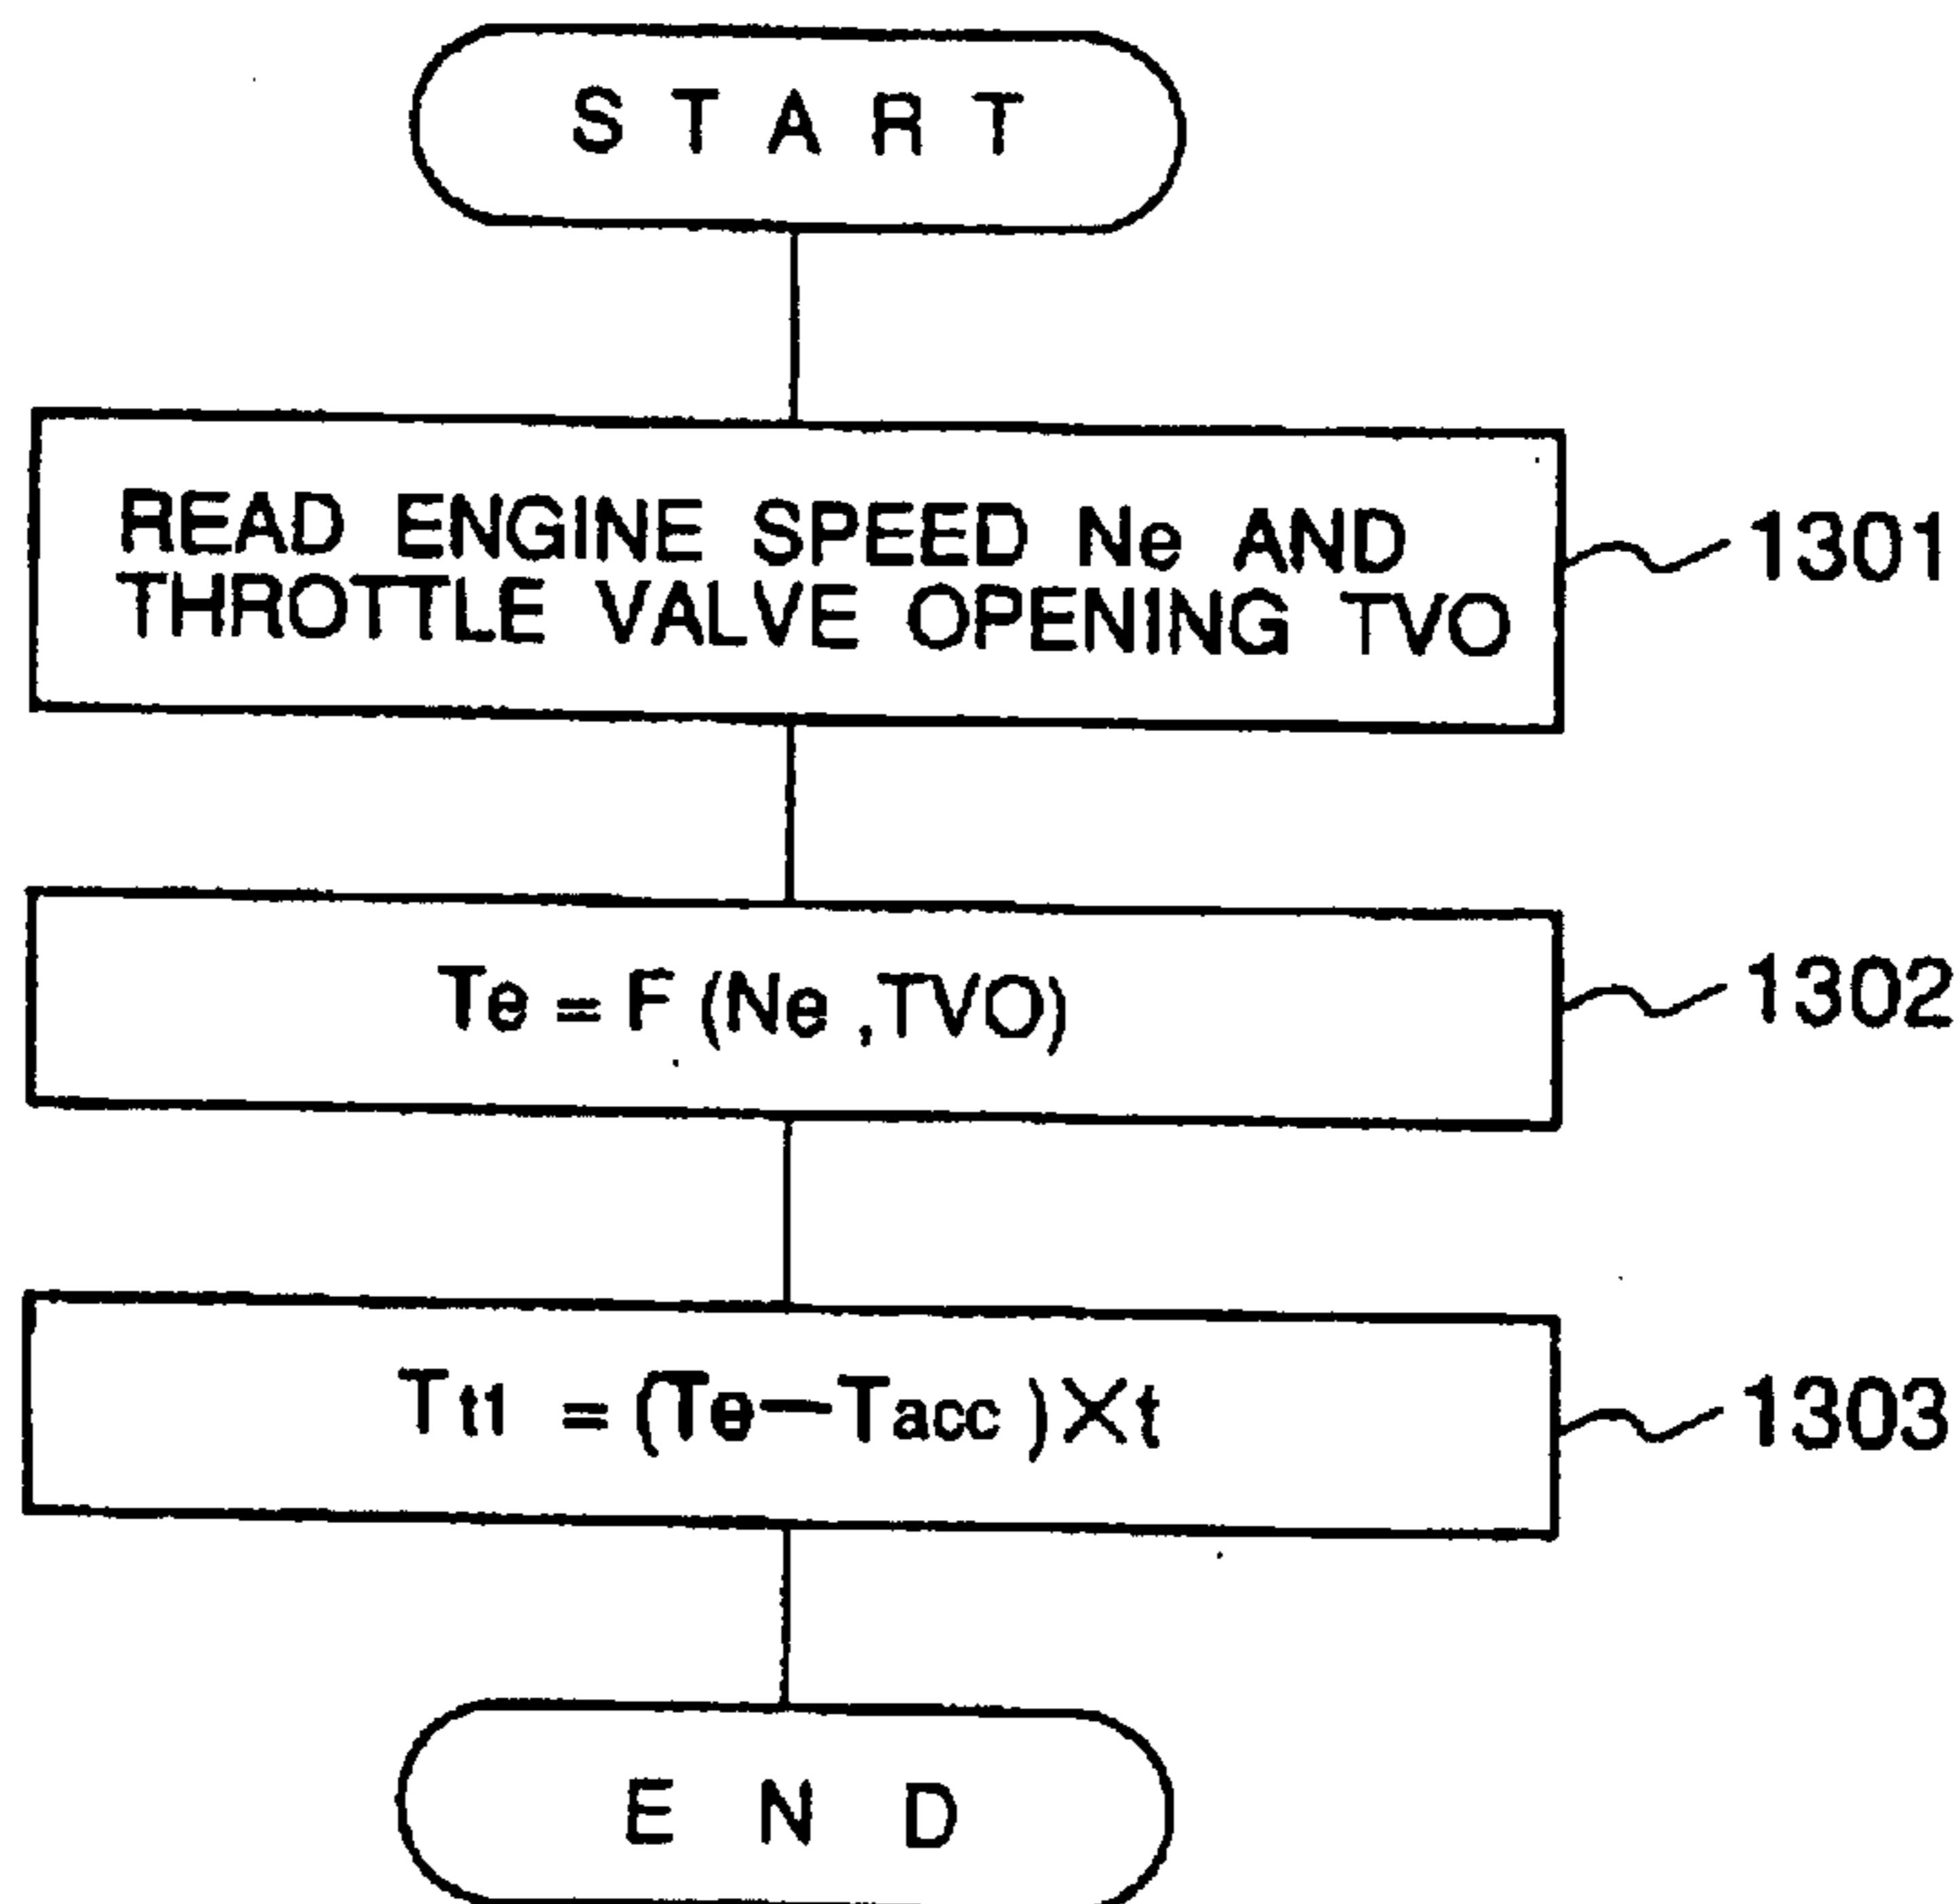 START
READ ENGINE SPEED Ne AND
THROTTLE VALVE OPENING TVO
1301
Te = F (Ne ,TVO)
1302
Tt1 = (Te−Tacc)×t
1303
END